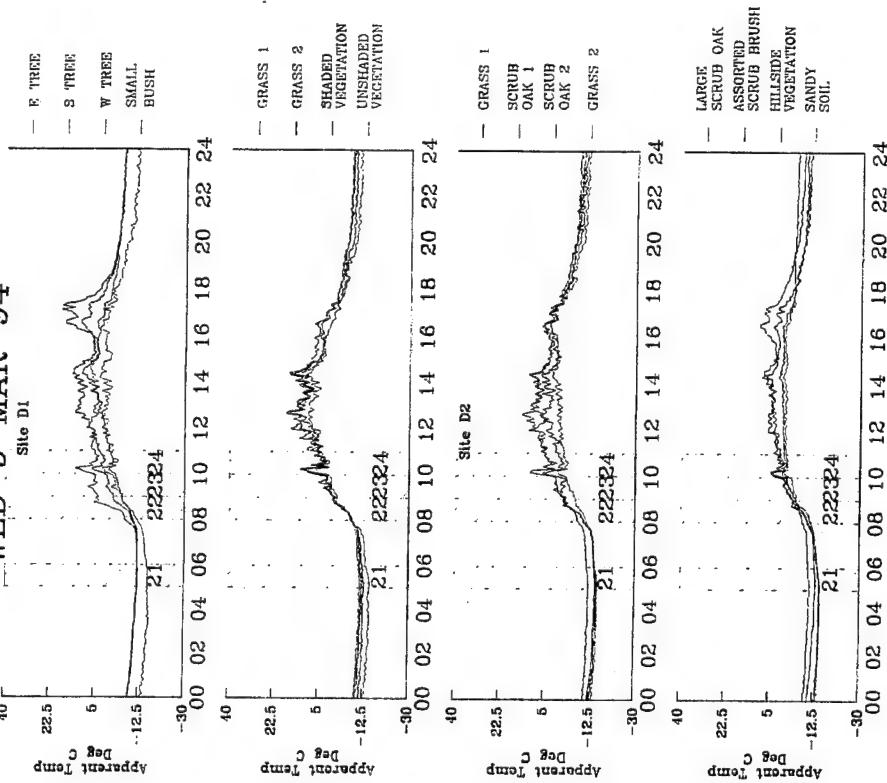 WED MAR 94
Site D1
40
22.5
5
-12.5
-30
Apparent Temp
Deg C
21
222324
00 02 04 06 08 10 12 14 16 18 20 22 24
E TREE
S TREE
W TREE
SMALL
BUSH
40
22.5
5
-12.5
-30
Apparent Temp
Deg C
21
222324
00 02 04 06 08 10 12 14 16 18 20 22 24
GRASS 1
GRASS 2
SHADED
VEGETATION
UNSHADED
VEGETATION
Site D2
40
22.5
5
-12.5
-30
Apparent Temp
Deg C
21
222324
00 02 04 06 08 10 12 14 16 18 20 22 24
GRASS 1
SCRUB
OAK 1
SCRUB
OAK 2
GRASS 2
40
22.5
5
-12.5
-30
Apparent Temp
Deg C
21
222324
00 02 04 06 08 10 12 14 16 18 20 22 24
LARGE
SCRUB OAK
ASSORTED
SCRUB BRUSH
HILLSIDE
VEGETATION
SANDY
SOIL